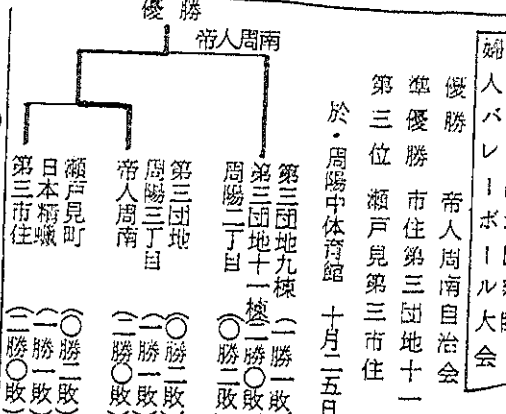 婦人バレーボール大会
優勝 帝人周南自治会
準優勝 市住第三団地十一
第三位 瀬戸見第三市住
於・周陽中体育館 十月二五日
優勝
帝人周南
第三団地九棟 (一勝一敗
第三団地十一棟(二勝〇敗
周陽二丁目 (〇勝二敗
第三団地 (〇勝二敗
周陽三丁目 (一勝一敗
帝人周南 (二勝〇敗
瀬戸見町 (〇勝二敗
日本精蠟 (一勝一敗
第三市住 (二勝〇敗